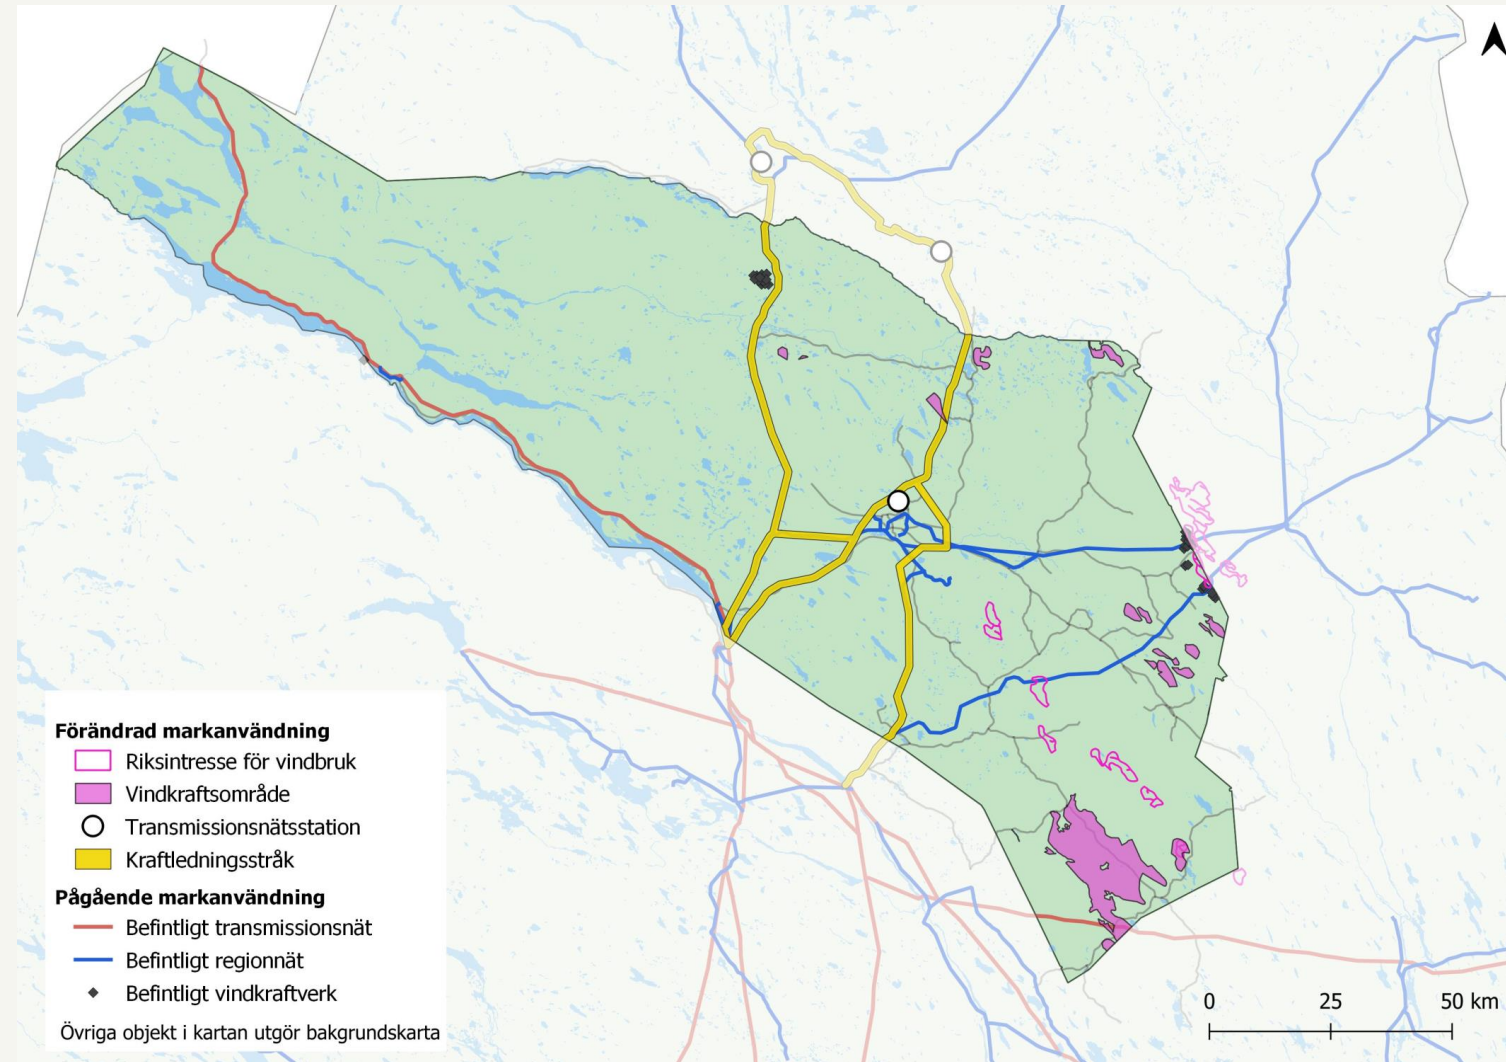 Förändrad markanvändning
Riksintresse för vindbruk
Vindkraftsområde
Transmissionsnätsstation
Kraftledningsstråk
Pågående markanvändning
Befintligt transmissionsnät
Befintligt regionnät
Befintligt vindkraftverk
Övriga objekt i kartan utgör bakgrundskarta
0 25 50 km